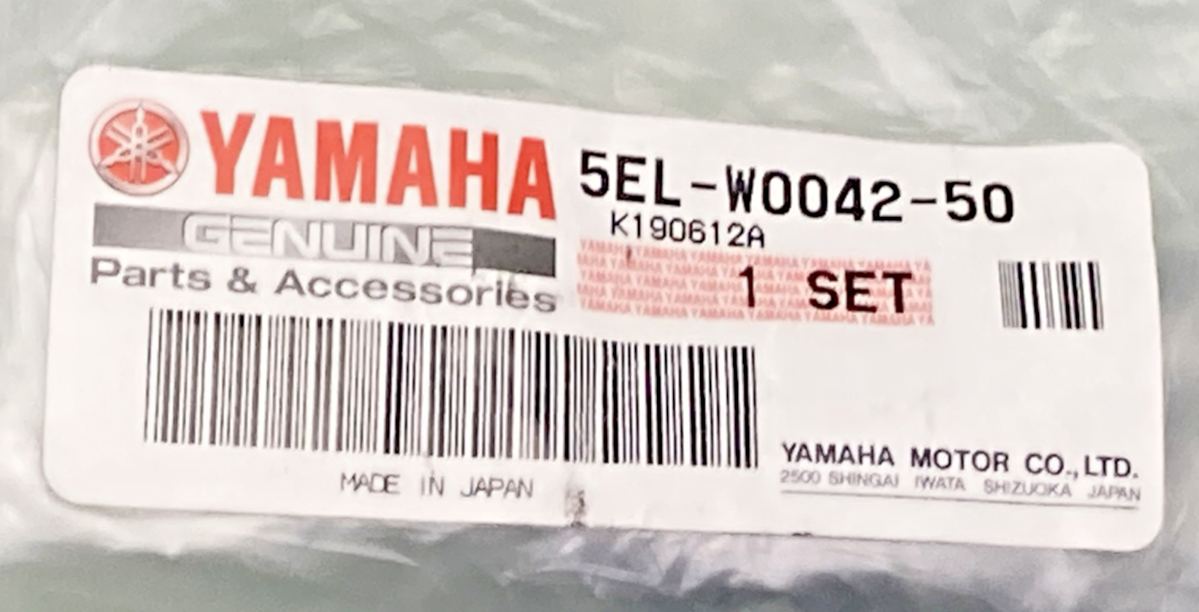 YAMAHA
GENUINE
Parts & Accessories
5EL-W0042-50
K190612A
1 SET
MADE IN JAPAN
YAMAHA MOTOR CO.,LTD.
2500 SHINGAI IWATA SHIZUOKA JAPAN